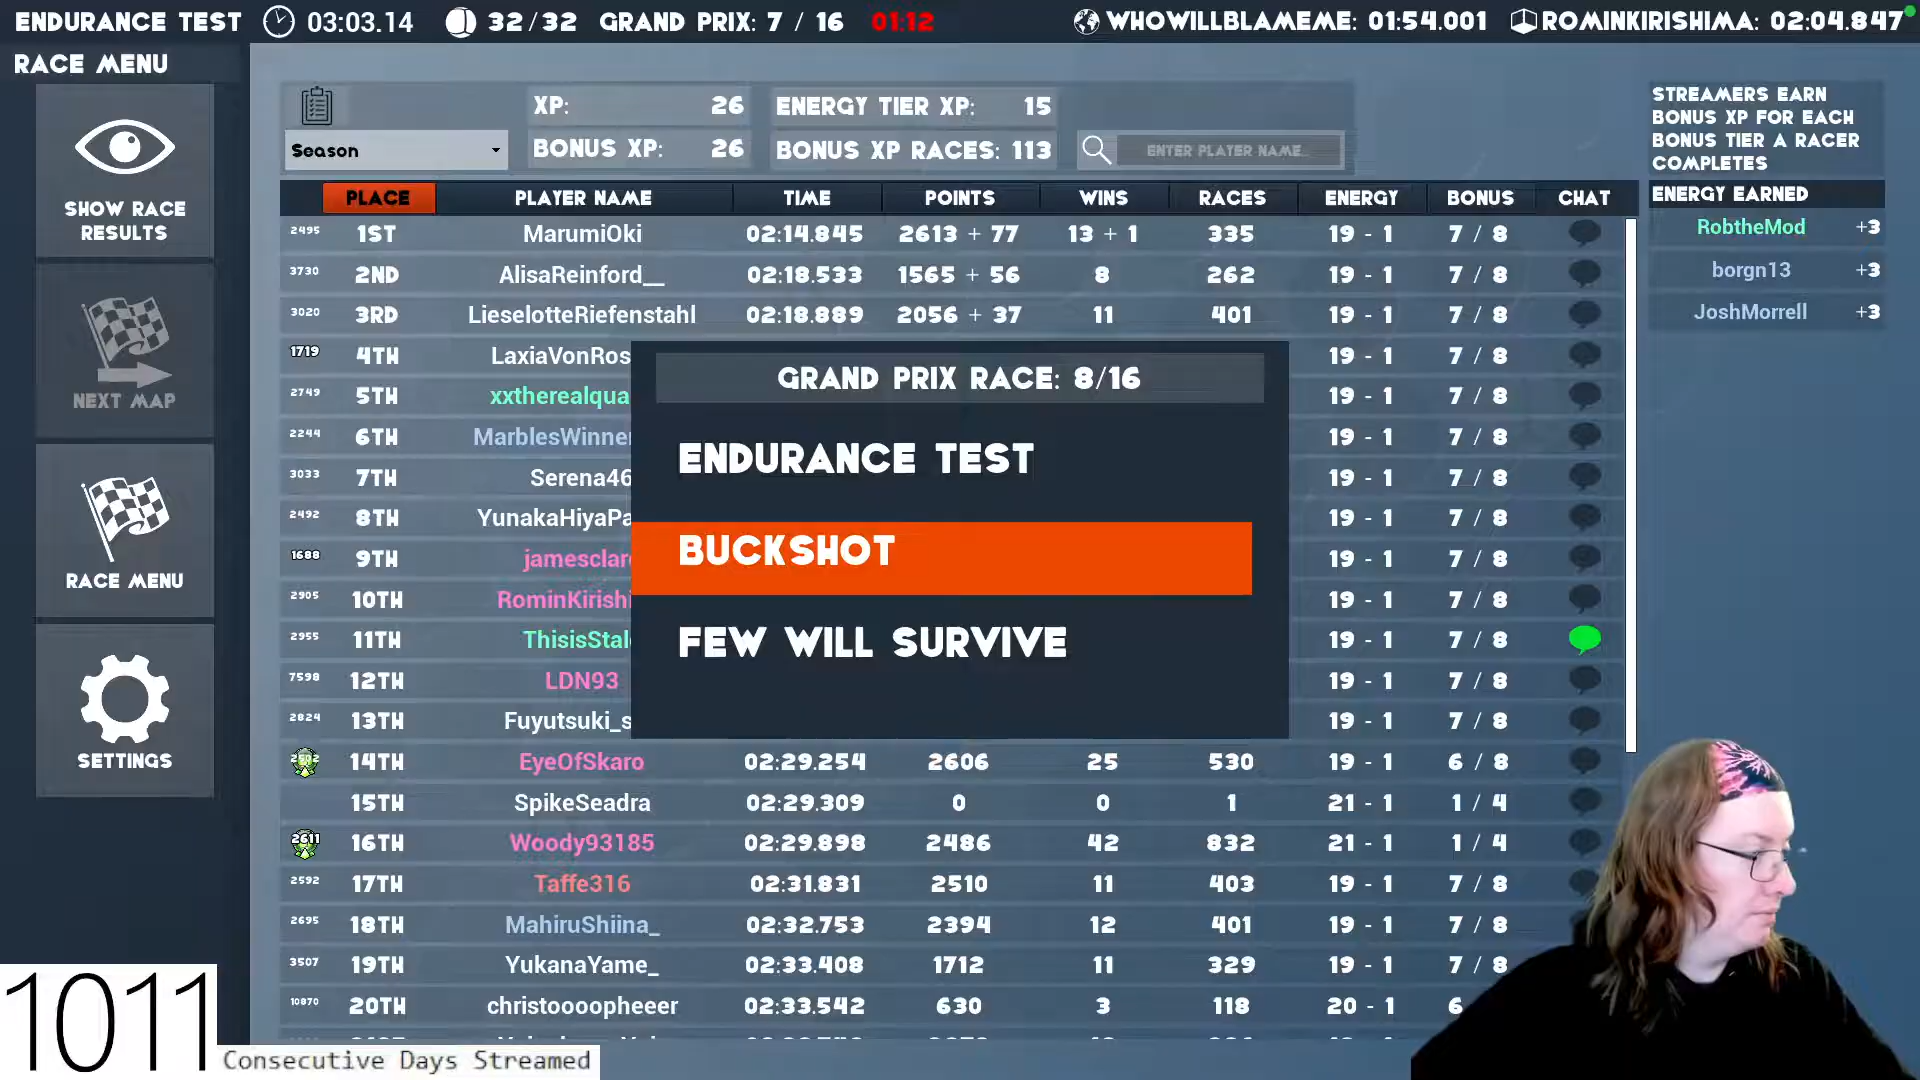 ENDURANCE TEST 03:03.14 32/32 GRAND PRIX: 7 / 16 01:12 WHOWILLBLAMEME: 01:54.001 ROMINKIRISHIMA: 02:04.847
RACE MENU
SHOW RACE
RESULTS
NEXT MAP
RACE MENU
SETTINGS
XP: 26 ENERGY TIER XP: 15
Season BONUS XP: 26 BONUS XP RACES: 113 ENTER PLAYER NAME...
PLACE PLAYER NAME TIME POINTS WINS RACES ENERGY BONUS CHAT
2495 1ST MarumiOki 02:14.845 2613 + 77 13 + 1 335 19 - 1 7 / 8
3730 2ND AlisaReinford__ 02:18.533 1565 + 56 8 262 19 - 1 7 / 8
3020 3RD LieselotteRiefenstahl 02:18.889 2056 + 37 11 401 19 - 1 7 / 8
1719 4TH LaxiaVonRos 19 - 1 7 / 8
2749 5TH xxtherealqua 19 - 1 7 / 8
2244 6TH MarblesWinner 19 - 1 7 / 8
3033 7TH Serena46 19 - 1 7 / 8
2492 8TH YunakaHiyaPa 19 - 1 7 / 8
1688 9TH jamesclar 19 - 1 7 / 8
2905 10TH RominKirishi 19 - 1 7 / 8
2955 11TH ThisisStal 19 - 1 7 / 8
7598 12TH LDN93 19 - 1 7 / 8
2824 13TH Fuyutsuki_s 19 - 1 7 / 8
14TH EyeOfSkaro 02:29.254 2606 25 530 19 - 1 6 / 8
15TH SpikeSeadra 02:29.309 0 0 1 21 - 1 1 / 4
2611 16TH Woody93185 02:29.898 2486 42 832 21 - 1 1 / 4
2592 17TH Taffe316 02:31.831 2510 11 403 19 - 1 7 / 8
2695 18TH MahiruShiina_ 02:32.753 2394 12 401 19 - 1 7 / 8
3507 19TH YukanaYame_ 02:33.408 1712 11 329 19 - 1 7 / 8
10870 20TH christoooopheeer 02:33.542 630 3 118 20 - 1 6
GRAND PRIX RACE: 8/16
ENDURANCE TEST
BUCKSHOT
FEW WILL SURVIVE
STREAMERS EARN
BONUS XP FOR EACH
BONUS TIER A RACER
COMPLETES
ENERGY EARNED
RobtheMod +3
borgn13 +3
JoshMorrell +3
1011
Consecutive Days Streamed